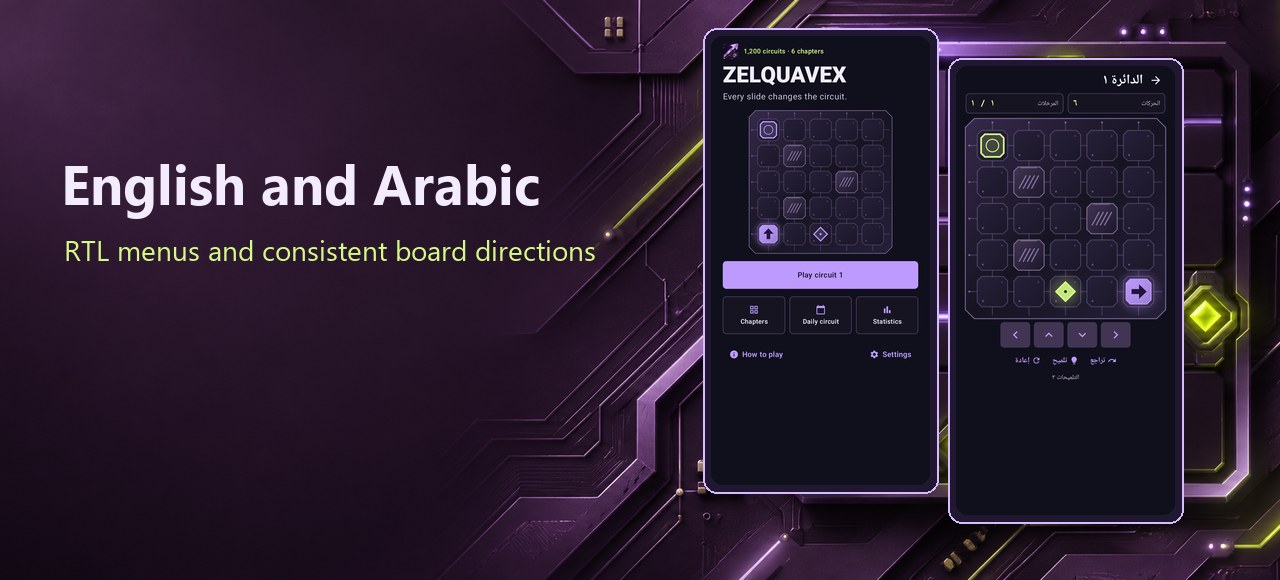 English and Arabic
RTL menus and consistent board directions
1,200 circuits · 6 chapters
ZELQUAVEX
Every slide changes the circuit.
Play circuit 1
Chapters
Daily circuit
Statistics
How to play
Settings
الدائرة ١
الحركات
٦
المرحلات
١ / ١
تراجع
تلميح
إعادة
التلميحات ٣